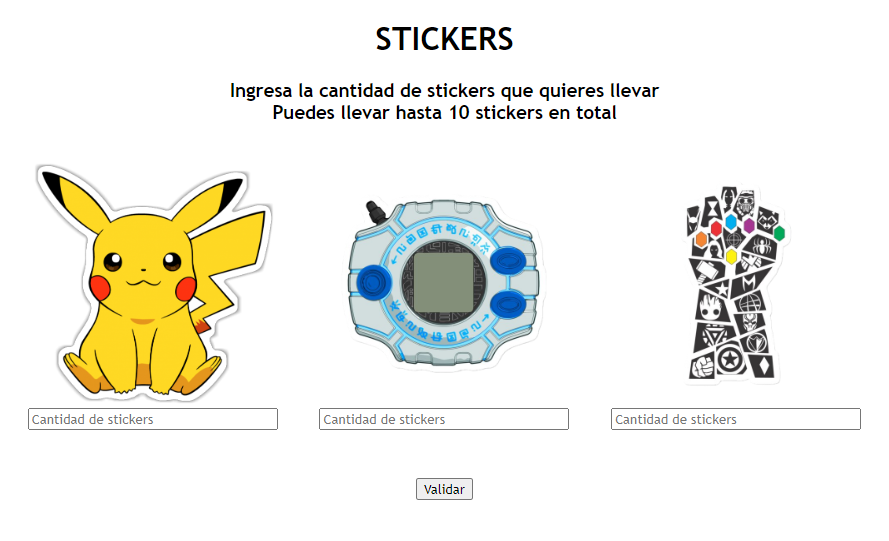 STICKERS
Ingresa la cantidad de stickers que quieres llevar
Puedes llevar hasta 10 stickers en total
Cantidad de stickers
Cantidad de stickers
Cantidad de stickers
Validar